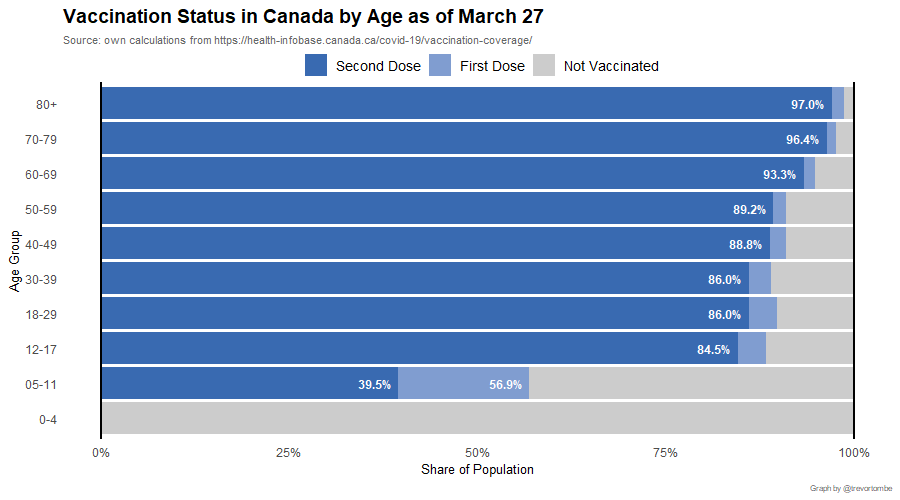 Vaccination Status in Canada by Age as of March 27
Source: own calculations from https://health-infobase.canada.ca/covid-19/vaccination-coverage/
Second Dose First Dose Not Vaccinated
80+ 97.0%
70-79 96.4%
60-69 93.3%
50-59 89.2%
40-49 88.8%
30-39 86.0%
18-29 86.0%
12-17 84.5%
05-11 39.5% 56.9%
0-4
Age Group
0% 25% 50% 75% 100%
Share of Population
Graph by @trevortombe